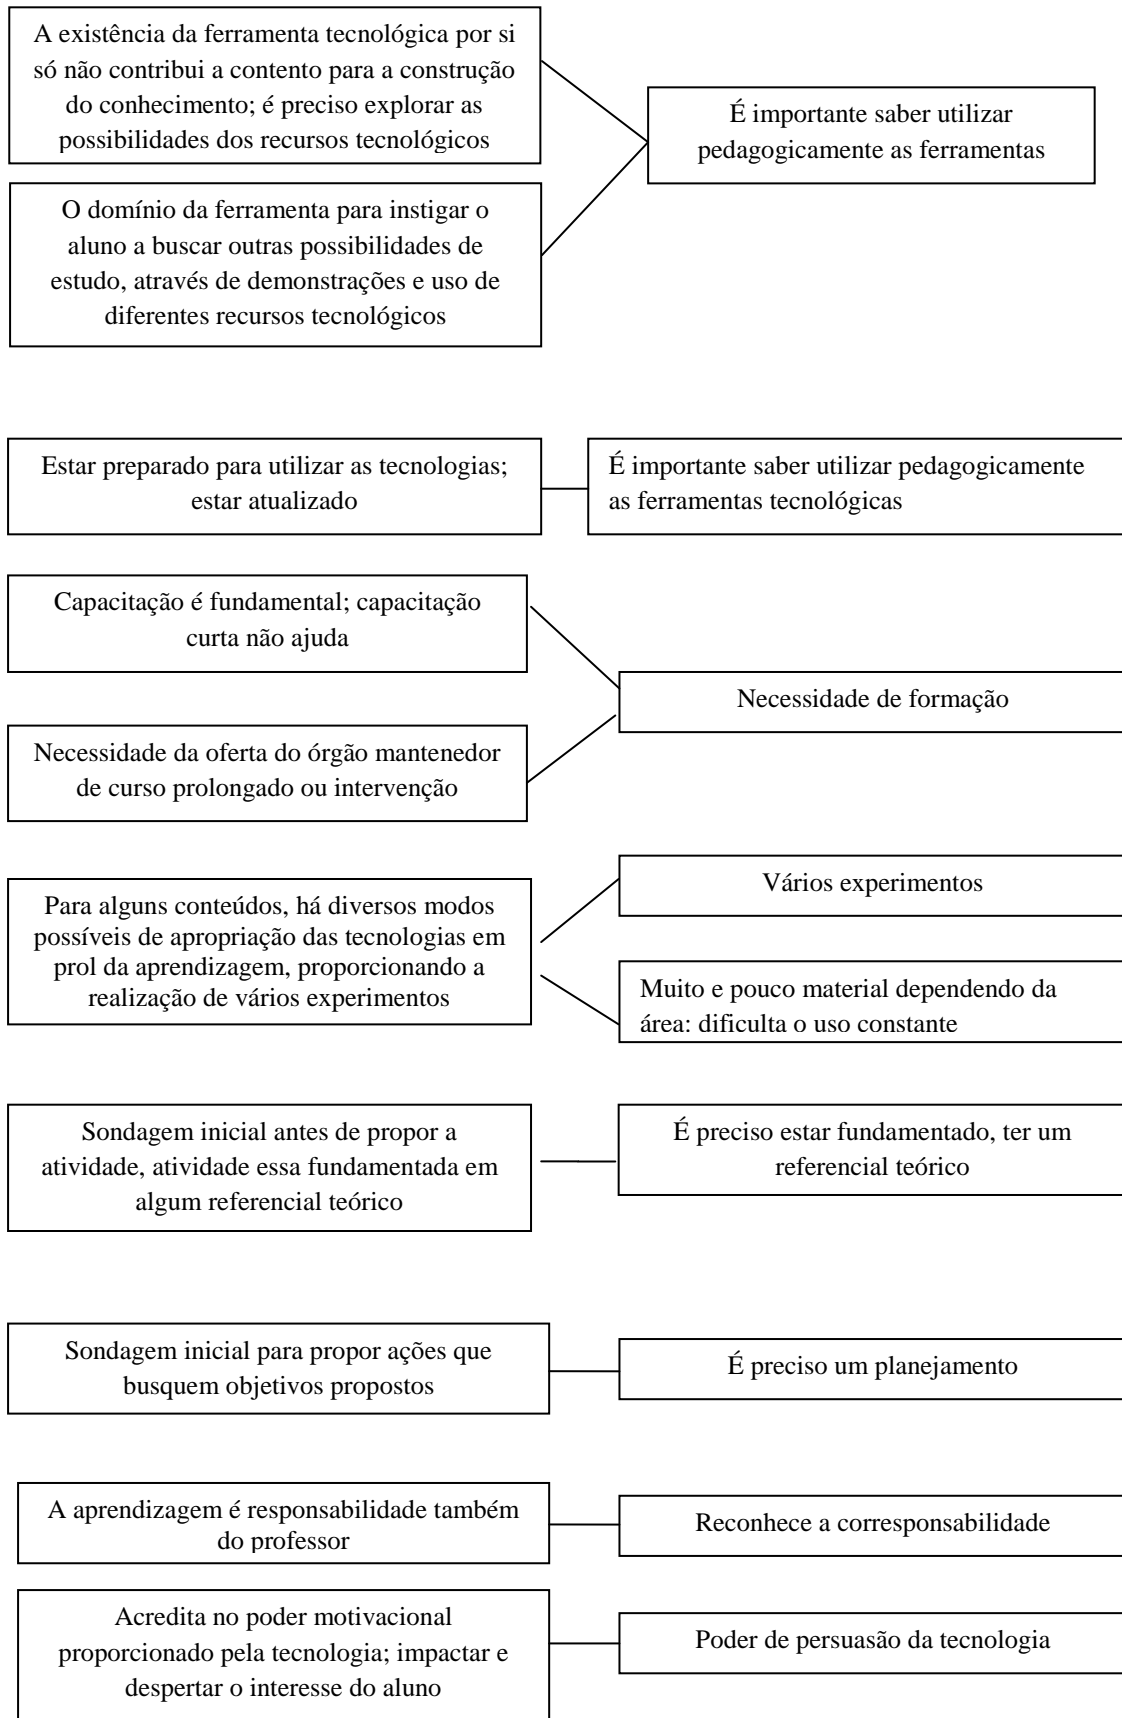 A existência da ferramenta tecnológica por si
só não contribui a contento para a construção
do conhecimento; é preciso explorar as
possibilidades dos recursos tecnológicos
É importante saber utilizar
pedagogicamente as ferramentas
O domínio da ferramenta para instigar o
aluno a buscar outras possibilidades de
estudo, através de demonstrações e uso de
diferentes recursos tecnológicos
Estar preparado para utilizar as tecnologias;
estar atualizado
É importante saber utilizar pedagogicamente
as ferramentas tecnológicas
Capacitação é fundamental; capacitação
curta não ajuda
Necessidade de formação
Necessidade da oferta do órgão mantenedor
de curso prolongado ou intervenção
Para alguns conteúdos, há diversos modos
possíveis de apropriação das tecnologias em
prol da aprendizagem, proporcionando a
realização de vários experimentos
Vários experimentos
Muito e pouco material dependendo da
área: dificulta o uso constante
Sondagem inicial antes de propor a
atividade, atividade essa fundamentada em
algum referencial teórico
É preciso estar fundamentado, ter um
referencial teórico
Sondagem inicial para propor ações que
busquem objetivos propostos
É preciso um planejamento
A aprendizagem é responsabilidade também
do professor
Reconhece a corresponsabilidade
Acredita no poder motivacional
proporcionado pela tecnologia; impactar e
despertar o interesse do aluno
Poder de persuasão da tecnologia